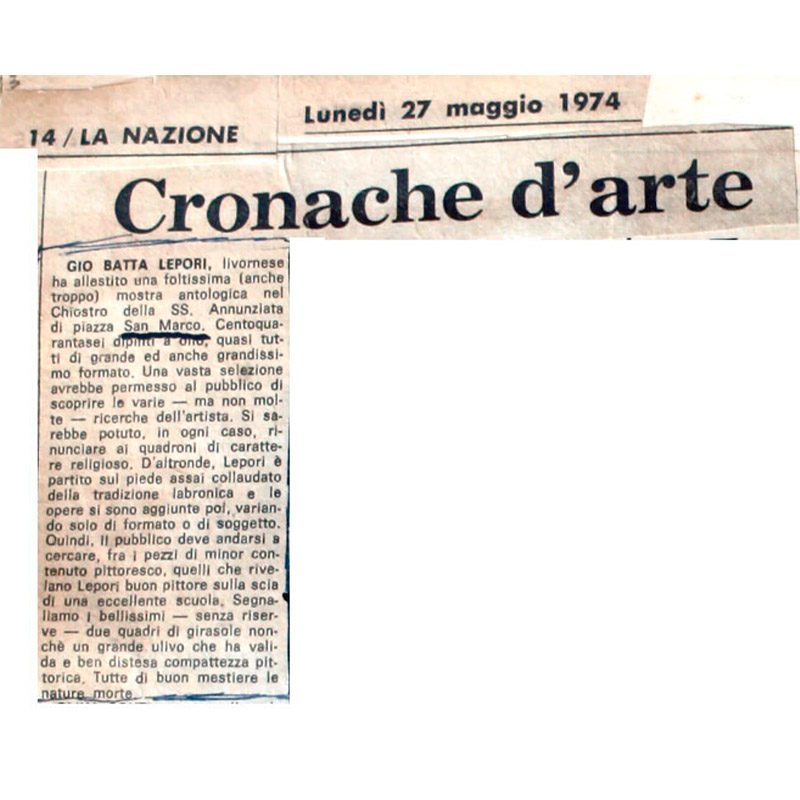 14 / LA NAZIONE
Lunedì 27 maggio 1974
Cronache d'arte
GIO BATTA LEPORI, livornese
ha allestito una foltissima (anche
troppo) mostra antologica nel
Chiostro della SS. Annunziata
di piazza San Marco. Centoqua-
rantasei dipinti a olio, quasi tut-
ti di grande ed anche grandissi-
mo formato. Una vasta selezione
avrebbe permesso al pubblico di
scoprire le varie — ma non mol-
te — ricerche dell'artista. Si sa-
rebbe potuto, in ogni caso, ri-
nunciare ai quadroni di caratte-
re religioso. D'altronde, Lepori è
partito sul piede assai collaudato
della tradizione labronica e le
opere si sono aggiunte poi, varian-
do solo di formato o di soggetto.
Quindi, il pubblico deve andarsi a
cercare, fra i pezzi di minor con-
tenuto pittoresco, quelli che rive-
lano Lepori buon pittore sulla scia
di una eccellente scuola. Segna-
liamo i bellissimi — senza riser-
ve — due quadri di girasole non-
chè un grande ulivo che ha vali-
da e ben distesa compattezza pit-
torica. Tutte di buon mestiere le
nature morte